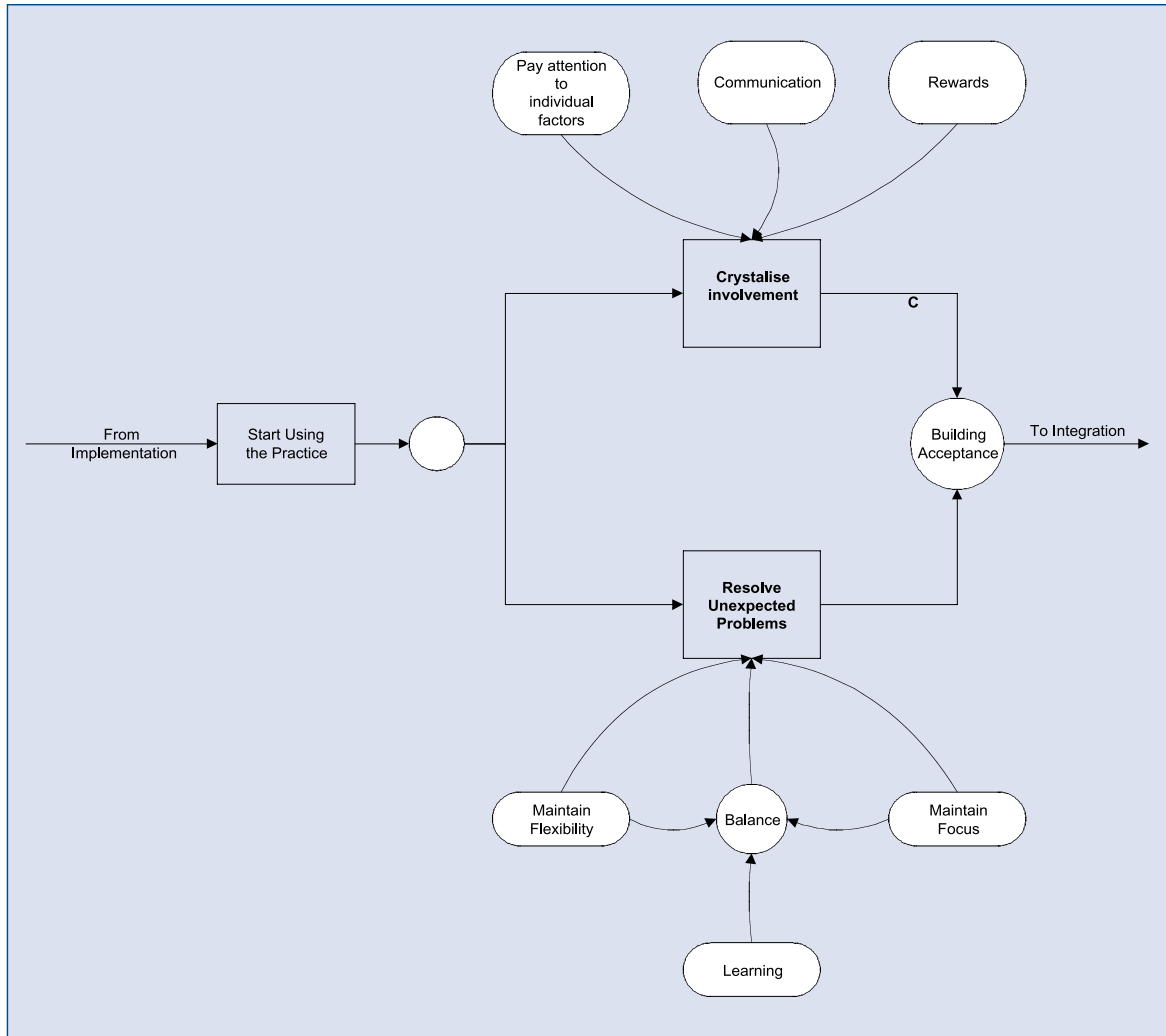 Pay attention
to
individual
factors
Communication
Rewards
Crystalise
involvement
C
From
Implementation
Start Using
the Practice
Building
Acceptance
To Integration
Resolve
Unexpected
Problems
Maintain
Flexibility
Balance
Maintain
Focus
Learning